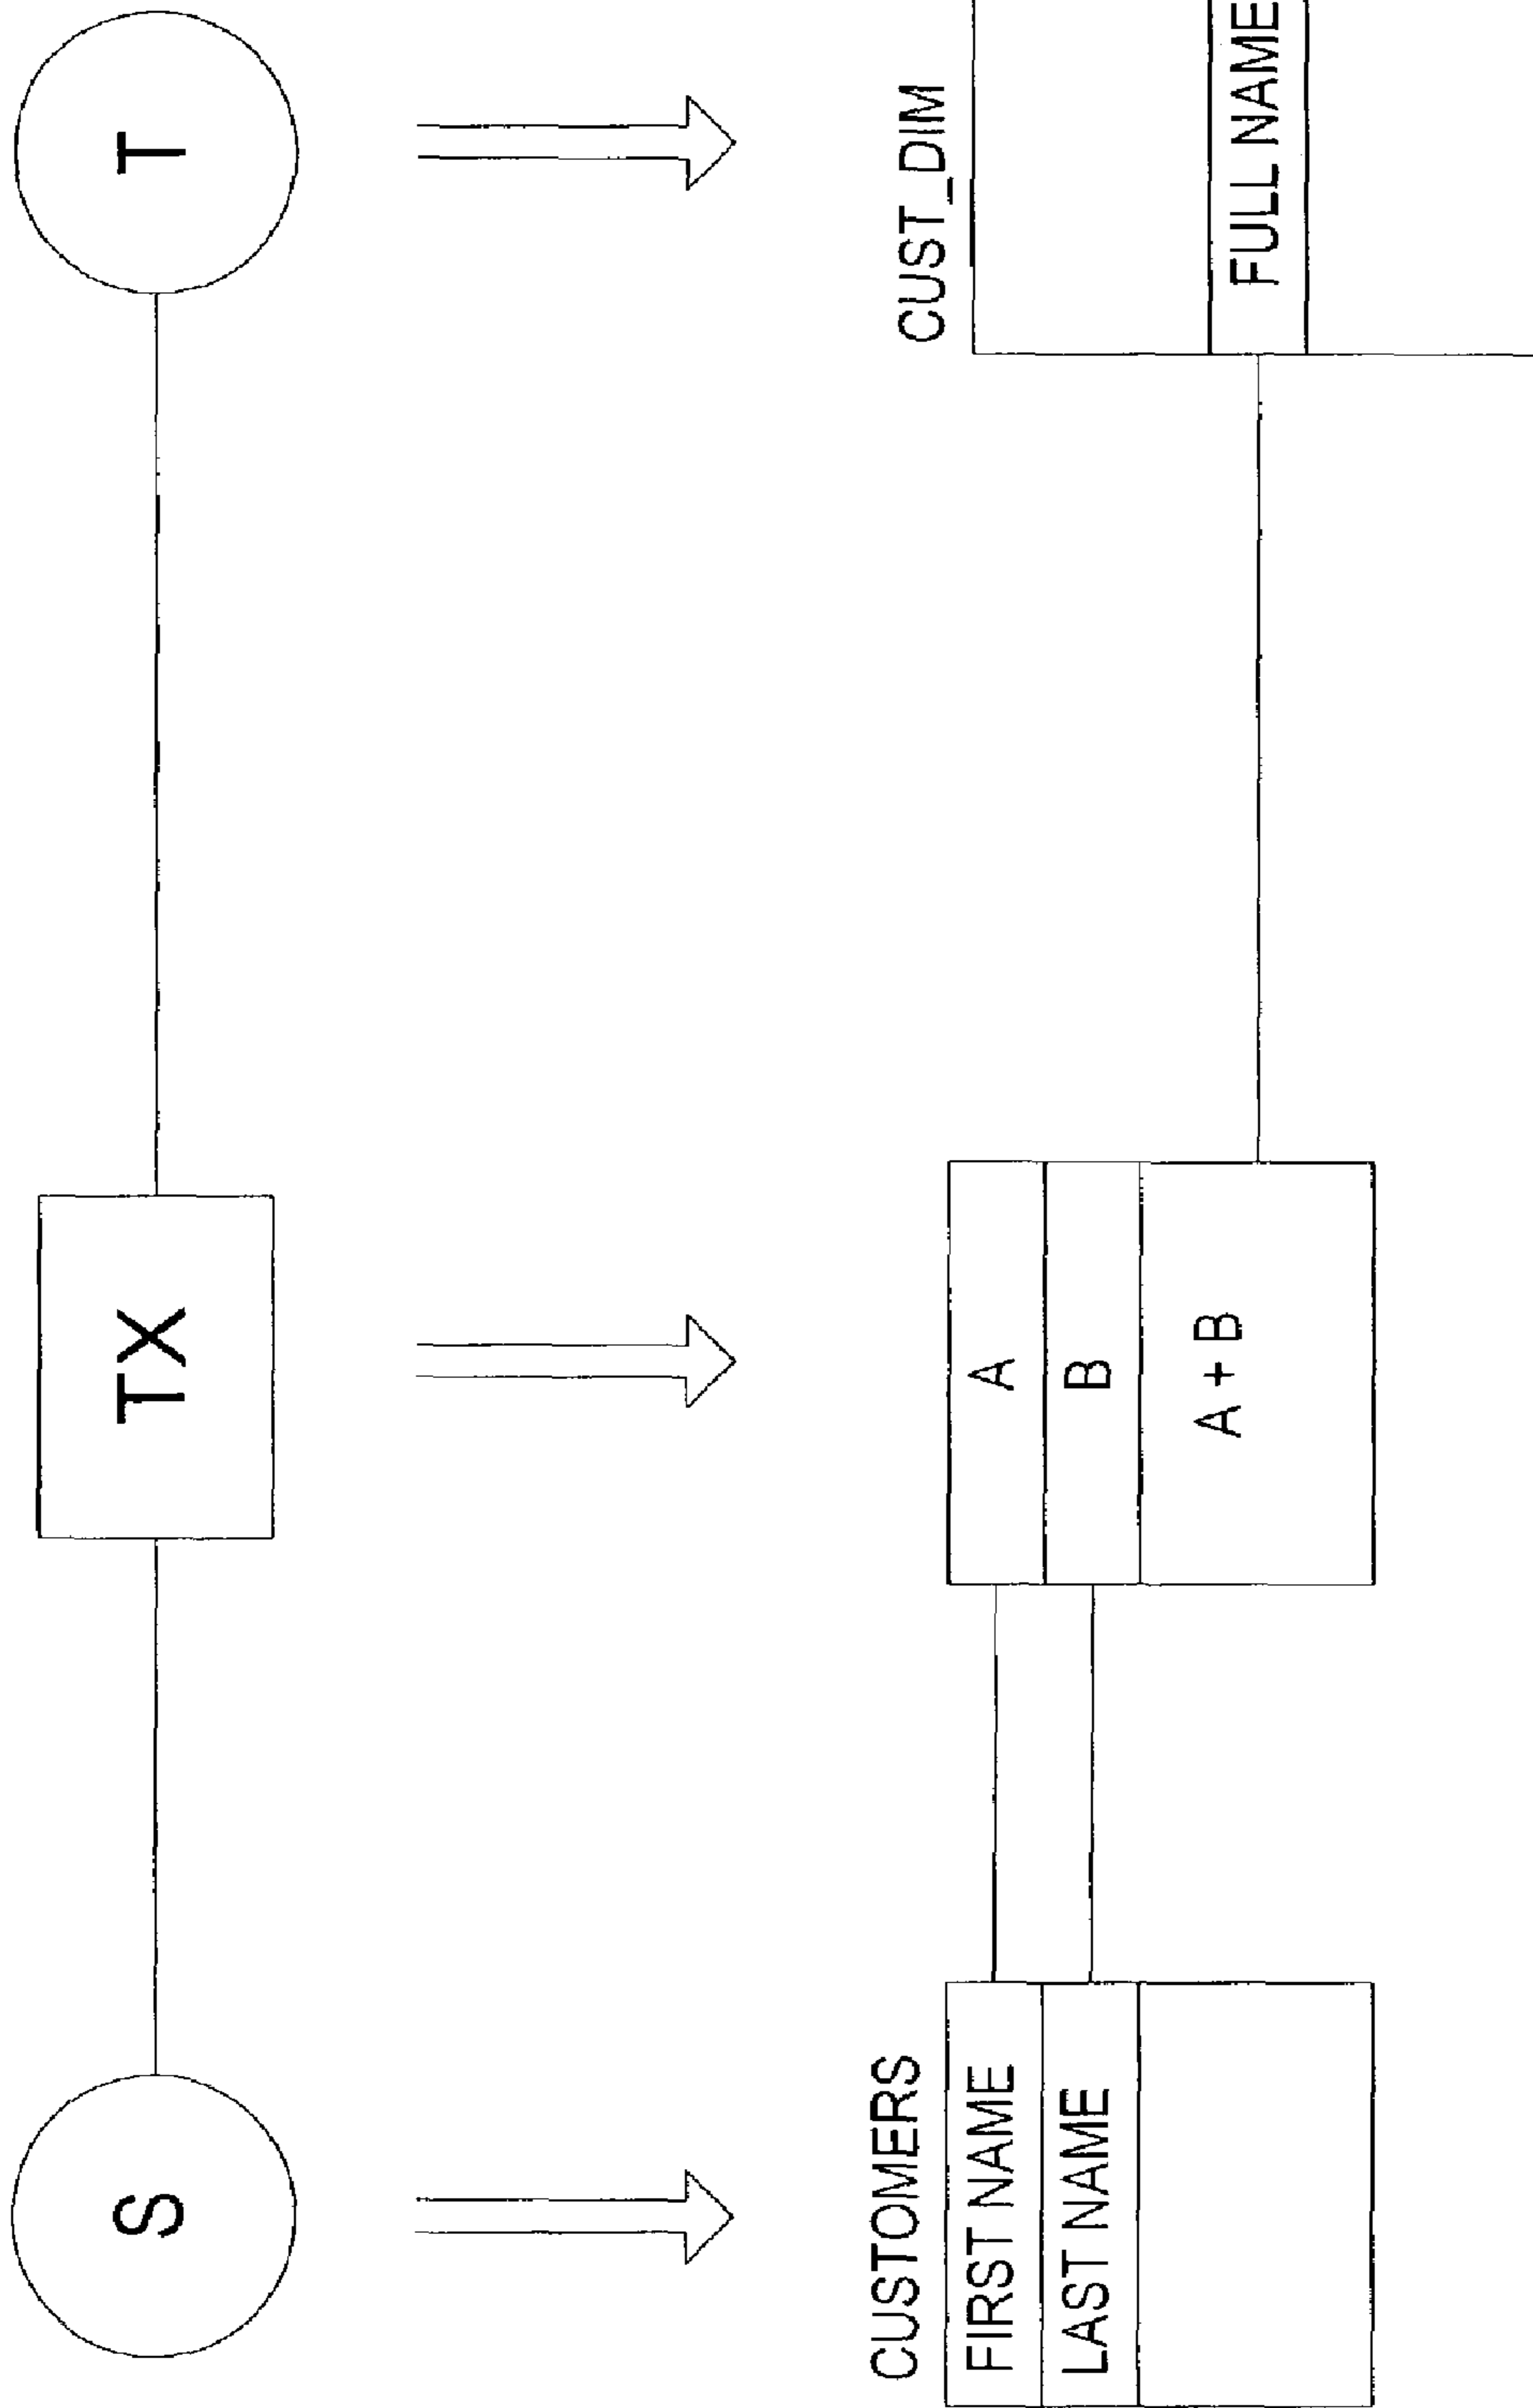 S
TX
T
CUSTOMERS
FIRST NAME
LAST NAME
A
B
A + B
CUST_DIM
FULL NAME